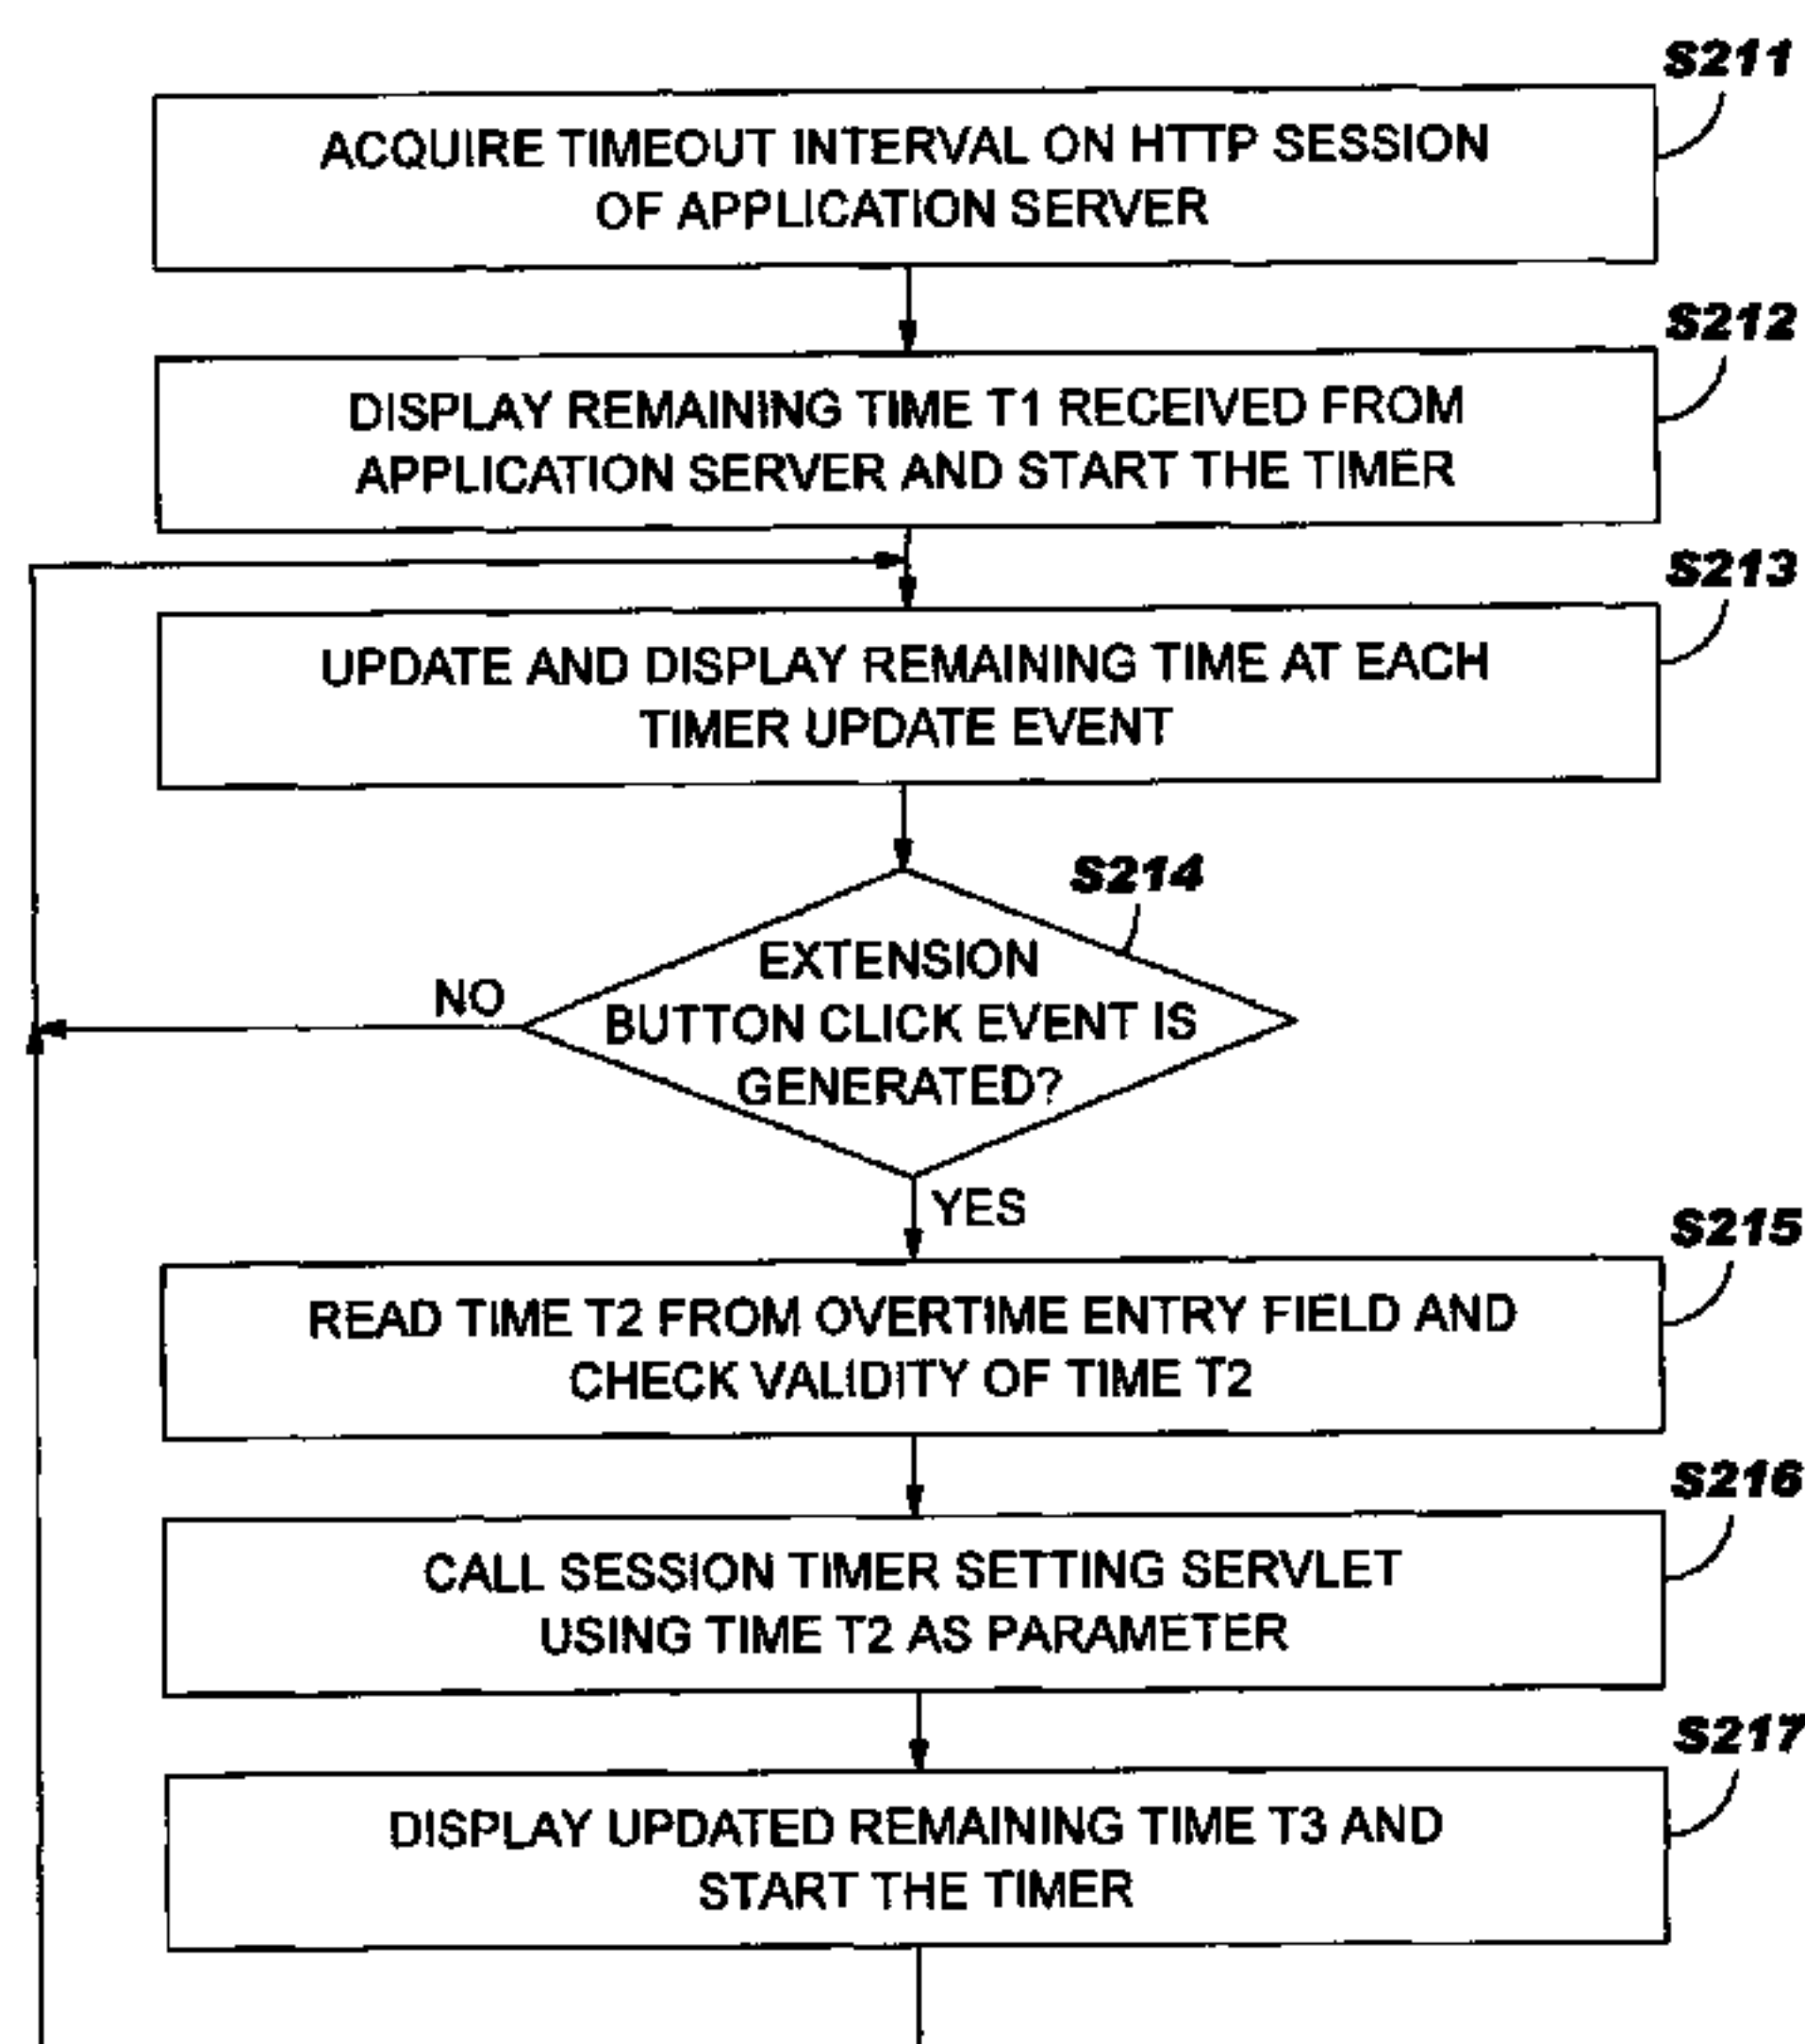 S211
ACQUIRE TIMEOUT INTERVAL ON HTTP SESSION
OF APPLICATION SERVER
S212
DISPLAY REMAINING TIME T1 RECEIVED FROM
APPLICATION SERVER AND START THE TIMER
S213
UPDATE AND DISPLAY REMAINING TIME AT EACH
TIMER UPDATE EVENT
S214
EXTENSION
BUTTON CLICK EVENT IS
GENERATED?
NO
YES
S215
READ TIME T2 FROM OVERTIME ENTRY FIELD AND
CHECK VALIDITY OF TIME T2
S216
CALL SESSION TIMER SETTING SERVLET
USING TIME T2 AS PARAMETER
S217
DISPLAY UPDATED REMAINING TIME T3 AND
START THE TIMER